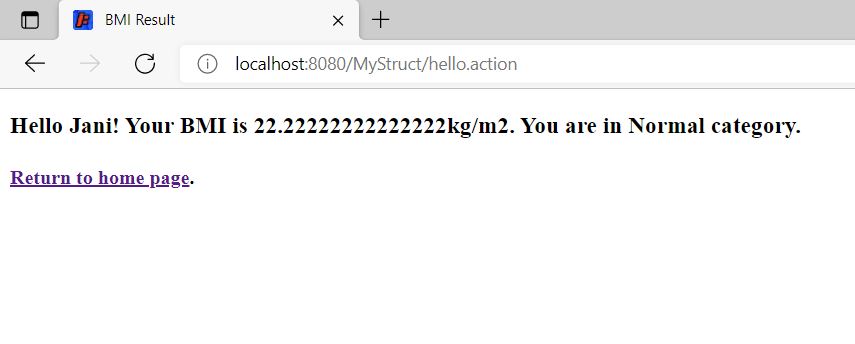 BMI Result
localhost:8080/MyStruct/hello.action
Hello Jani! Your BMI is 22.22222222222222kg/m2. You are in Normal category.
Return to home page.